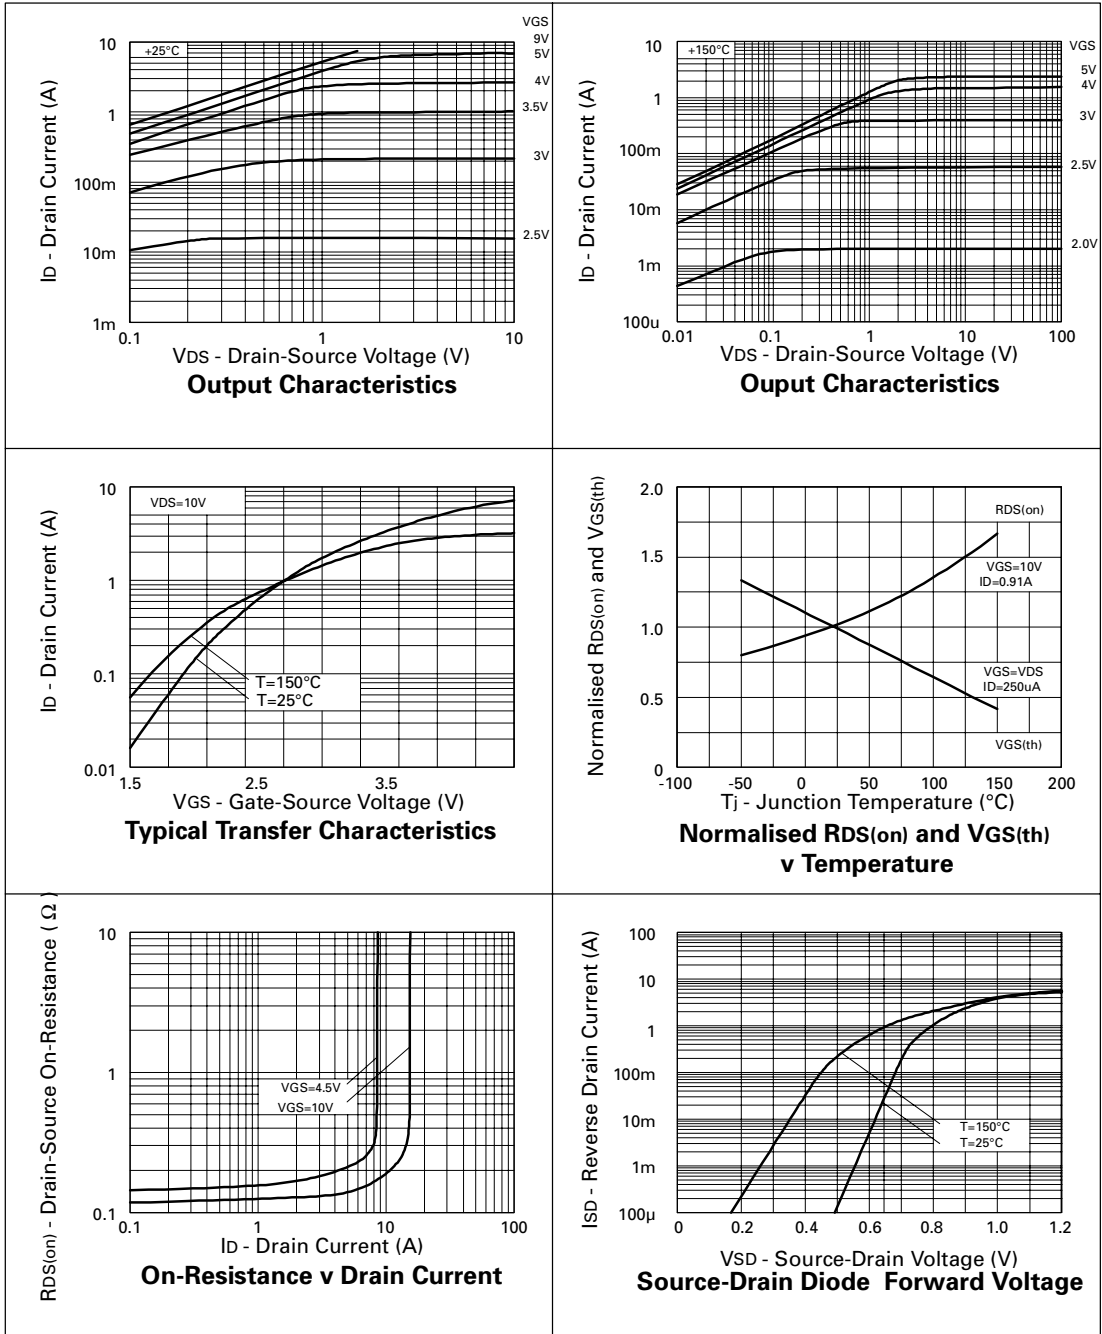 ID - Drain Current (A)
+25°C
10
1
100m
10m
1m
VGS
9V
5V
4V
3.5V
3V
2.5V
0.1
1
10
VDS - Drain-Source Voltage (V)
Output Characteristics
ID - Drain Current (A)
+150°C
10
1
100m
10m
1m
100u
VGS
5V
4V
3V
2.5V
2.0V
0.01
0.1
1
10
100
VDS - Drain-Source Voltage (V)
Ouput Characteristics
ID - Drain Current (A)
VDS=10V
10
1
0.1
0.01
T=150°C
T=25°C
1.5
2.5
3.5
VGS - Gate-Source Voltage (V)
Typical Transfer Characteristics
Normalised RDS(on) and VGS(th)
2.0
1.5
1.0
0.5
0
RDS(on)
VGS=10V
ID=0.91A
VGS=VDS
ID=250uA
VGS(th)
-100
-50
0
50
100
150
200
Tj - Junction Temperature (°C)
Normalised RDS(on) and VGS(th)
v Temperature
RDS(on) - Drain-Source On-Resistance (Ω)
10
1
0.1
VGS=4.5V
VGS=10V
0.1
1
10
100
ID - Drain Current (A)
On-Resistance v Drain Current
ISD - Reverse Drain Current (A)
100
10
1
100m
10m
1m
100µ
T=150°C
T=25°C
0
0.2
0.4
0.6
0.8
1.0
1.2
VSD - Source-Drain Voltage (V)
Source-Drain Diode Forward Voltage